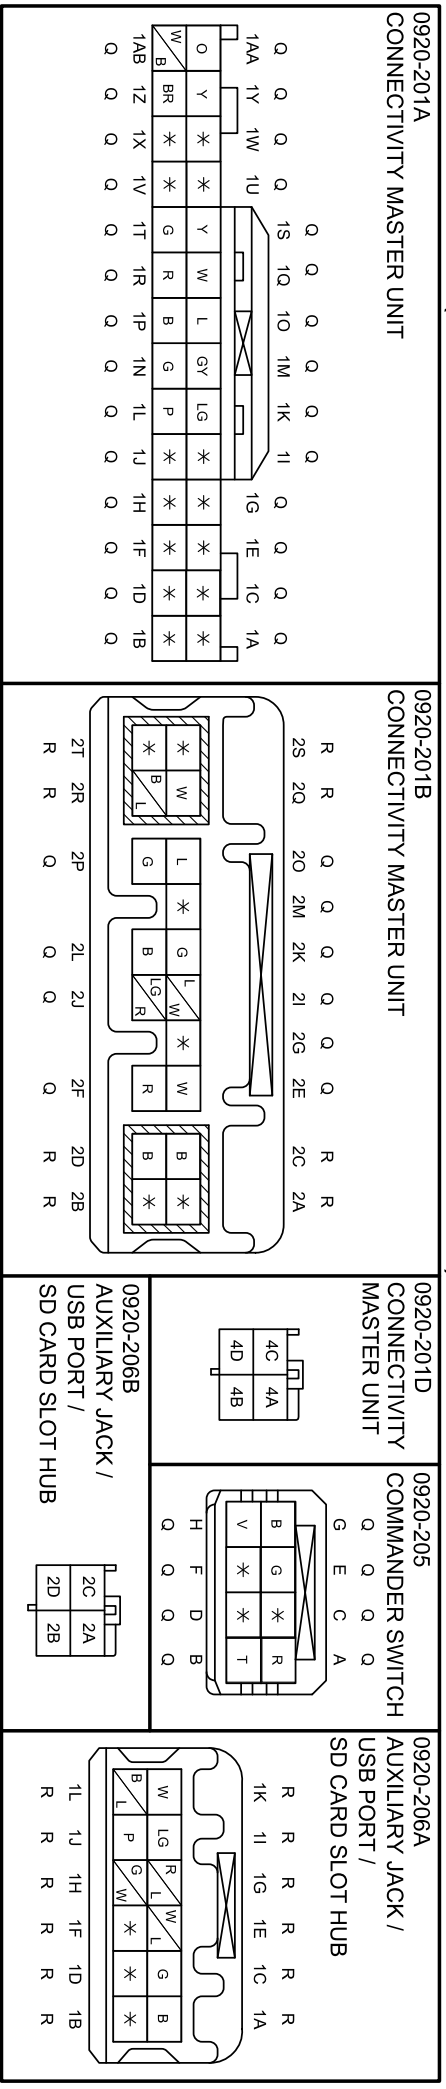 0920-201A
CONNECTIVITY MASTER UNIT
Q Q Q Q Q Q
Q Q Q Q 1S 1Q 1O 1M 1K 1I Q Q Q Q
1AA 1Y 1W 1U 1G 1E 1C 1A
O Y * * Y W L GY LG * * * * *
W B BR * * G R B G P * * * * *
1AB 1Z 1X 1V 1T 1R 1P 1N 1L 1J 1H 1F 1D 1B
Q Q Q Q Q Q Q Q Q Q Q Q Q Q
0920-201B
CONNECTIVITY MASTER UNIT
R R Q Q Q Q Q Q R R
2S 2Q 2O 2M 2K 2I 2G 2E 2C 2A
* W L * G L W * W B *
* B L G B LG R R B *
2T 2R 2P 2L 2J 2F 2D 2B
R R Q Q Q Q R R
0920-201D
CONNECTIVITY
MASTER UNIT
4C 4A
4D 4B
0920-206B
AUXILIARY JACK /
USB PORT /
SD CARD SLOT HUB
2C 2A
2D 2B
0920-205
COMMANDER SWITCH
Q Q Q Q
G E C A
B G * R
V * * T
H F D B
Q Q Q Q
0920-206A
AUXILIARY JACK /
USB PORT /
SD CARD SLOT HUB
R R R R R R
1K 1I 1G 1E 1C 1A
W LG R L W L G B
B L P G W * * *
1L 1J 1H 1F 1D 1B
R R R R R R